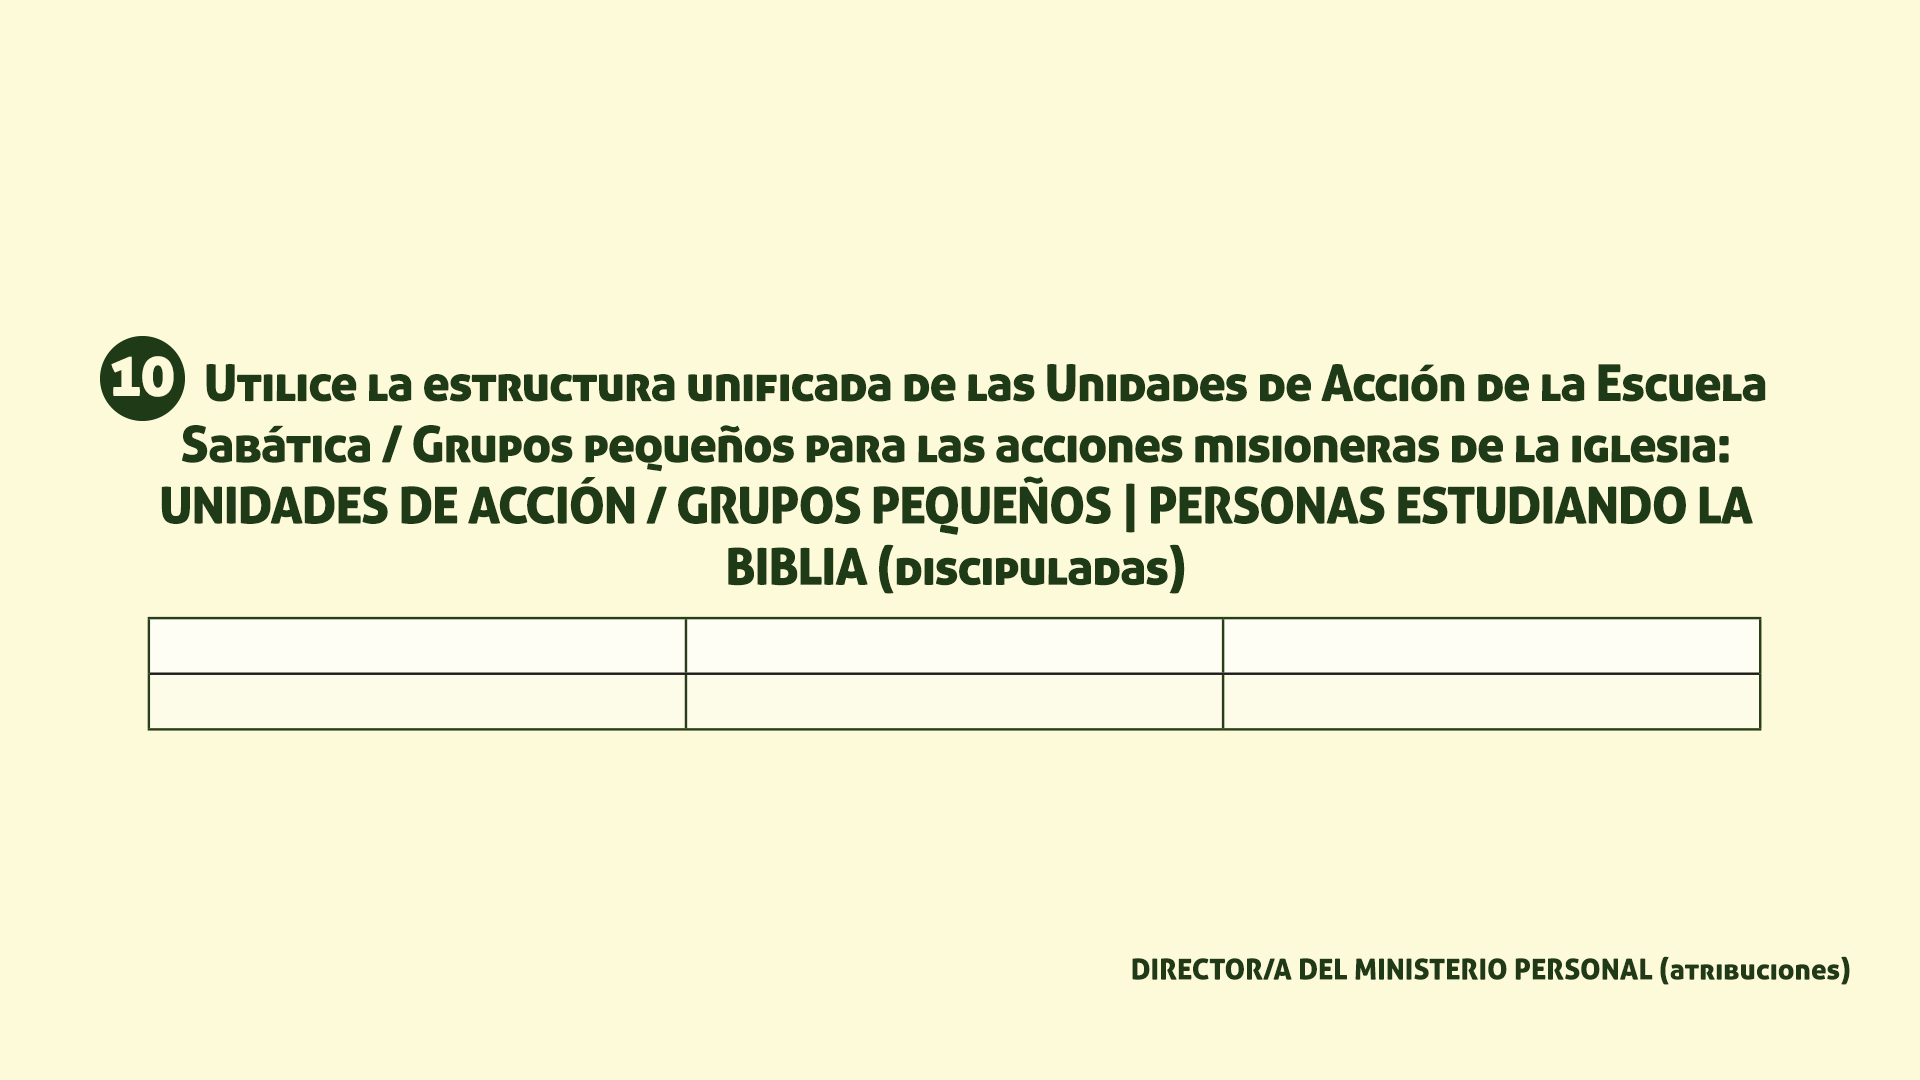 10 Utilice la estructura unificada de las Unidades de Acción de la Escuela
Sabática / Grupos pequeños para las acciones misioneras de la iglesia:
UNIDADES DE ACCIÓN / GRUPOS PEQUEÑOS | PERSONAS ESTUDIANDO LA
BIBLIA (discipuladas)
DIRECTOR/A DEL MINISTERIO PERSONAL (atribuciones)